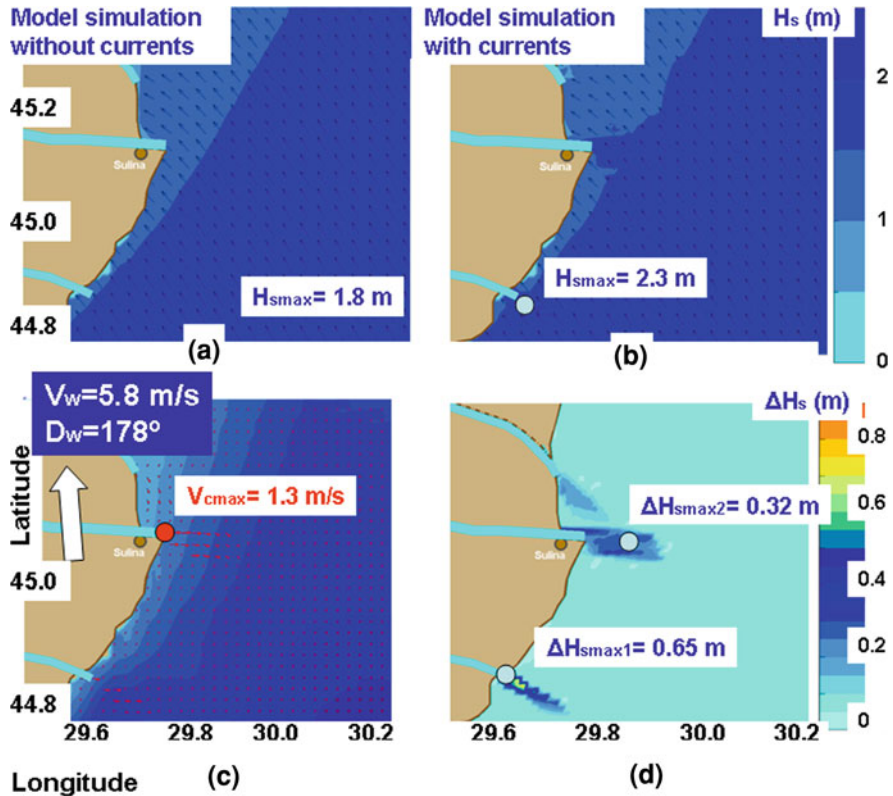 Model simulation
without currents
Model simulation
with currents
Hs (m)
45.2
45.0
44.8
Sulina
Hsmax= 1.8 m
Sulina
Hsmax= 2.3 m
2
1
0
(a)
(b)
Vw=5.8 m/s
Dw=178º
Latitude
45.0
44.8
Sulina
Vcmax= 1.3 m/s
ΔHs (m)
0.8
0.6
0.4
0.2
0
ΔHsmax2= 0.32 m
Sulina
ΔHsmax1= 0.65 m
29.6
29.8
30.0
30.2
29.6
29.8
30.0
30.2
Longitude
(c)
(d)